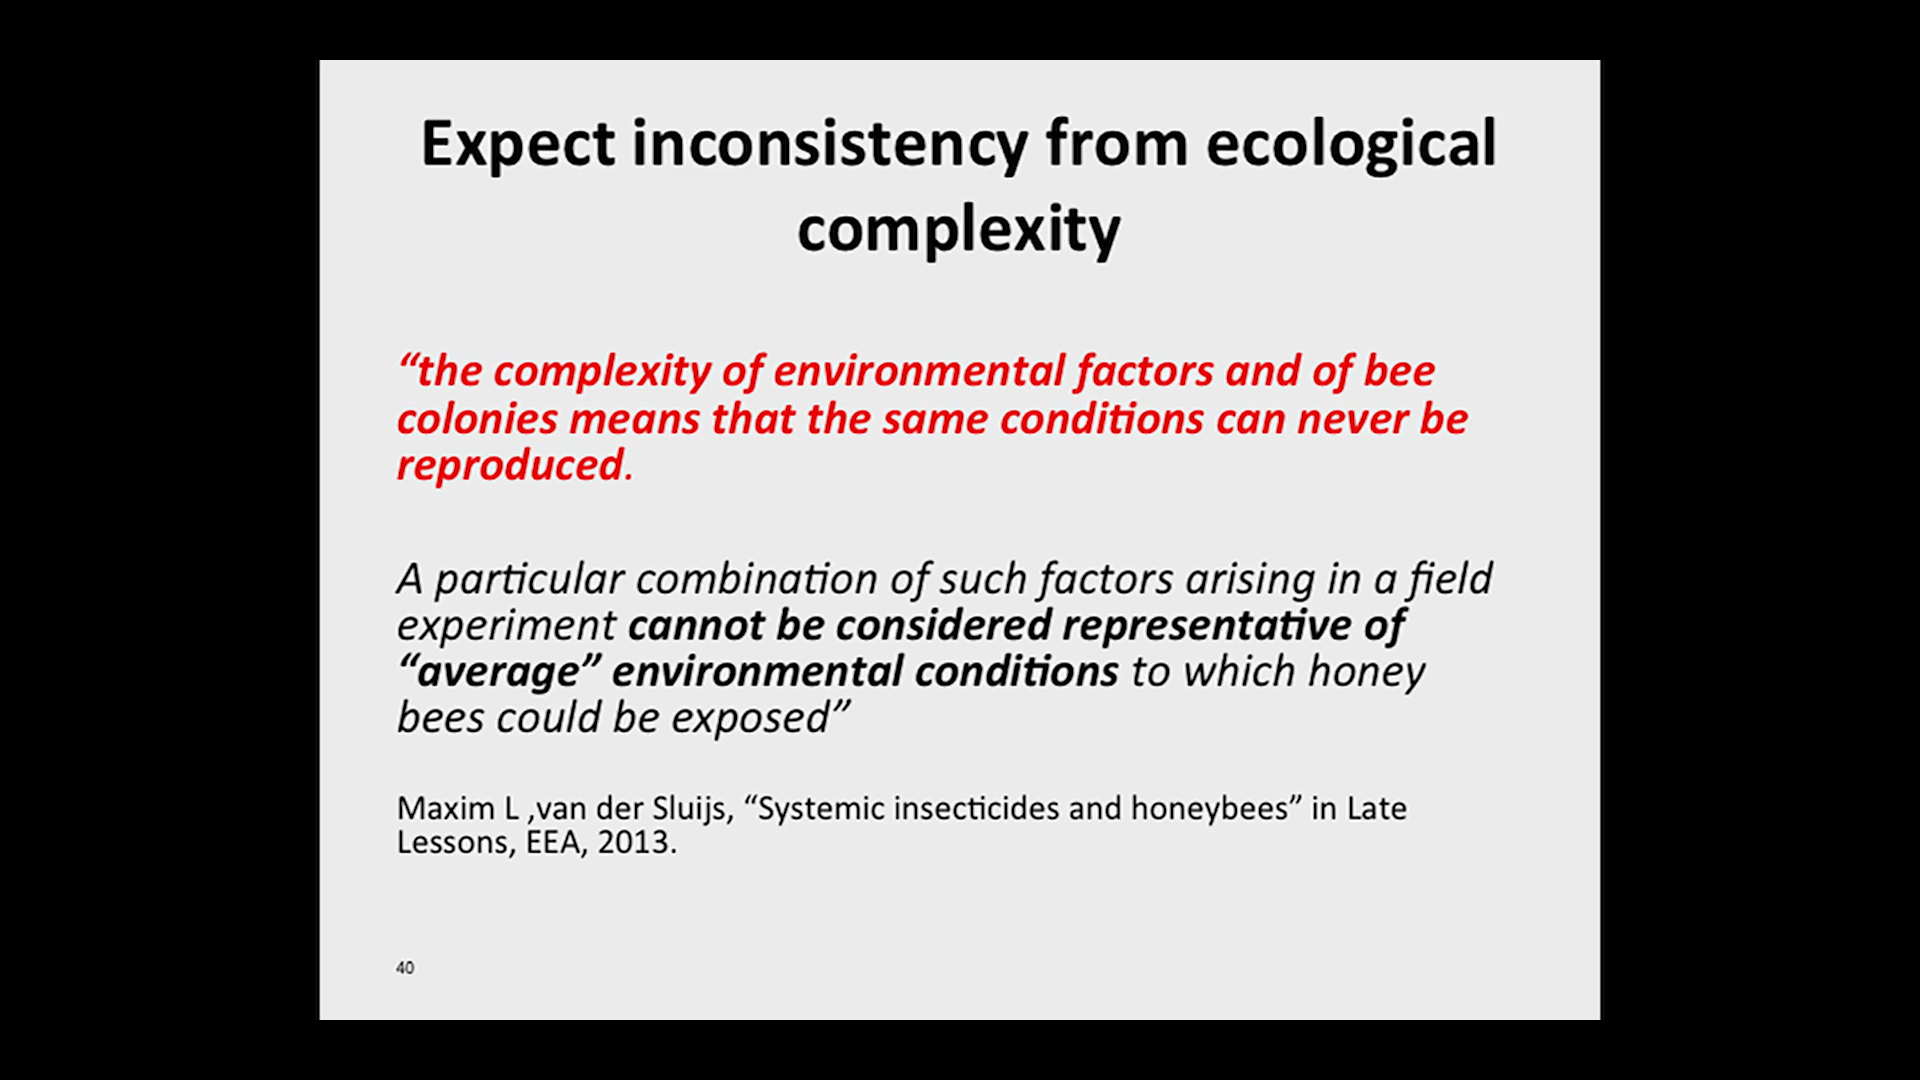 Expect inconsistency from ecological
complexity
“the complexity of environmental factors and of bee
colonies means that the same conditions can never be
reproduced.
A particular combination of such factors arising in a field
experiment cannot be considered representative of
“average” environmental conditions to which honey
bees could be exposed”
Maxim L ,van der Sluijs, “Systemic insecticides and honeybees” in Late
Lessons, EEA, 2013.
40